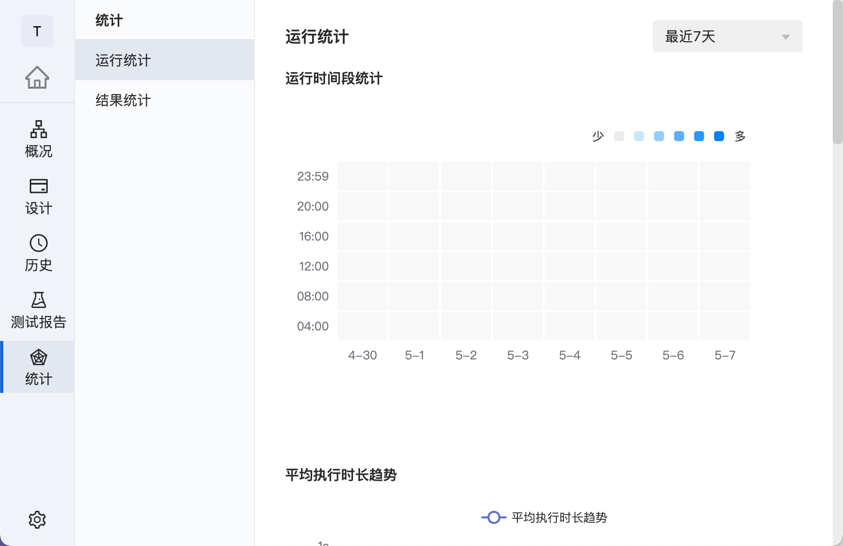 T
概况
设计
历史
测试报告
统计
统计
运行统计
结果统计
运行统计
最近7天
运行时间段统计
少 多
23:59
20:00
16:00
12:00
08:00
04:00
4-30 5-1 5-2 5-3 5-4 5-5 5-6 5-7
平均执行时长趋势
平均执行时长趋势